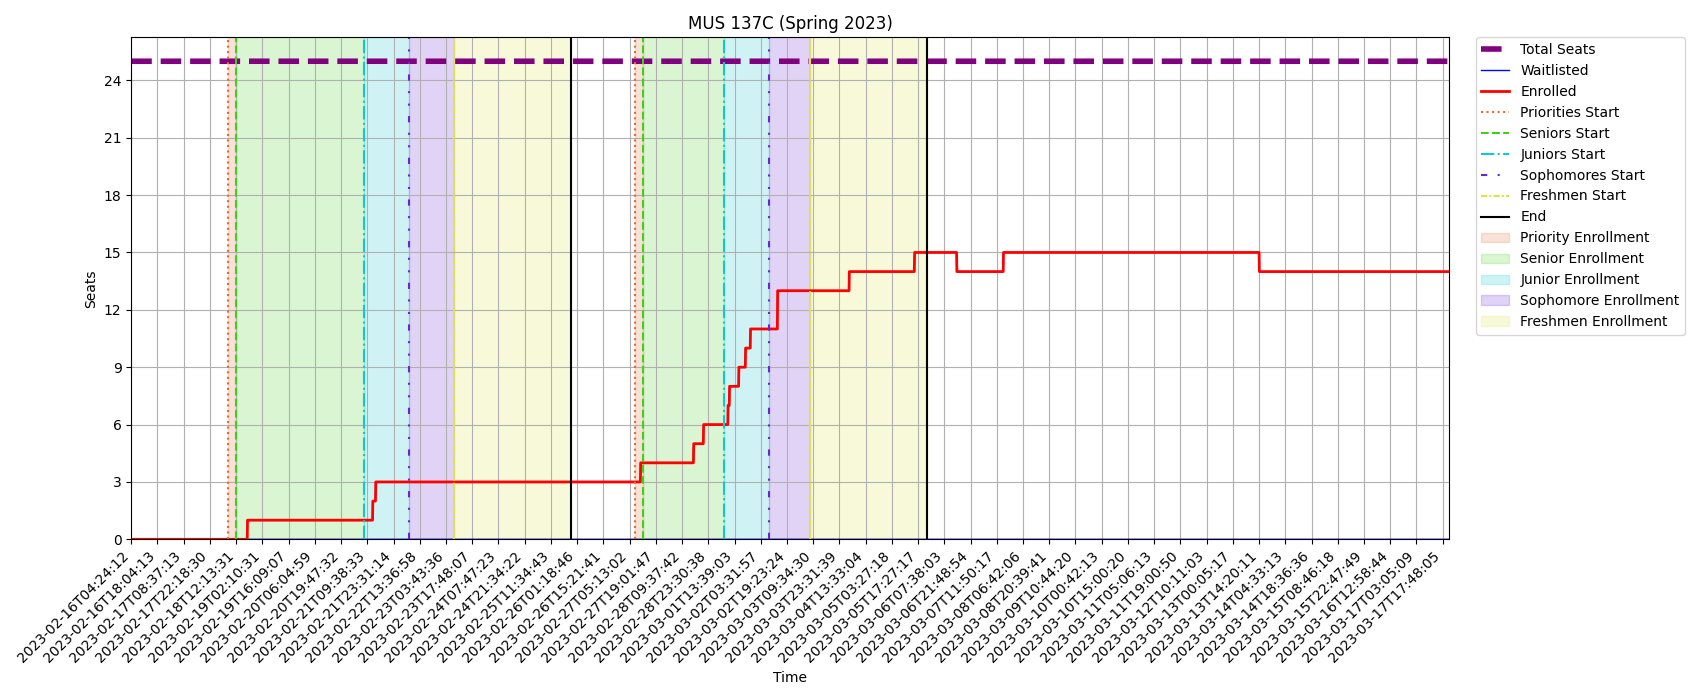 MUS 137C (Spring 2023)
Seats
24
21
18
15
12
9
6
3
0
2023-02-16T04:24:12
2023-02-16T18:04:13
2023-02-17T08:37:13
2023-02-17T22:18:30
2023-02-18T12:13:31
2023-02-19T02:10:31
2023-02-19T16:09:07
2023-02-20T06:04:59
2023-02-20T19:47:32
2023-02-21T09:38:33
2023-02-21T23:31:14
2023-02-22T13:36:58
2023-02-23T03:43:36
2023-02-23T17:48:07
2023-02-24T07:47:23
2023-02-24T21:34:22
2023-02-25T11:34:43
2023-02-26T01:18:46
2023-02-26T15:21:41
2023-02-27T05:13:02
2023-02-27T19:01:47
2023-02-28T09:37:42
2023-02-28T23:30:38
2023-03-01T13:39:03
2023-03-02T03:31:57
2023-03-02T19:23:24
2023-03-03T09:34:30
2023-03-03T23:31:39
2023-03-04T13:33:04
2023-03-05T03:27:18
2023-03-05T17:27:17
2023-03-06T07:38:03
2023-03-06T21:48:54
2023-03-07T11:50:17
2023-03-08T06:42:06
2023-03-08T20:39:41
2023-03-09T10:44:20
2023-03-10T00:42:13
2023-03-10T15:00:20
2023-03-11T05:06:13
2023-03-11T19:00:50
2023-03-12T10:11:03
2023-03-13T00:05:17
2023-03-13T14:20:11
2023-03-14T04:33:13
2023-03-14T18:36:36
2023-03-15T08:46:18
2023-03-15T22:47:49
2023-03-16T12:58:44
2023-03-17T03:05:09
2023-03-17T17:48:05
Time
Total Seats
Waitlisted
Enrolled
Priorities Start
Seniors Start
Juniors Start
Sophomores Start
Freshmen Start
End
Priority Enrollment
Senior Enrollment
Junior Enrollment
Sophomore Enrollment
Freshmen Enrollment